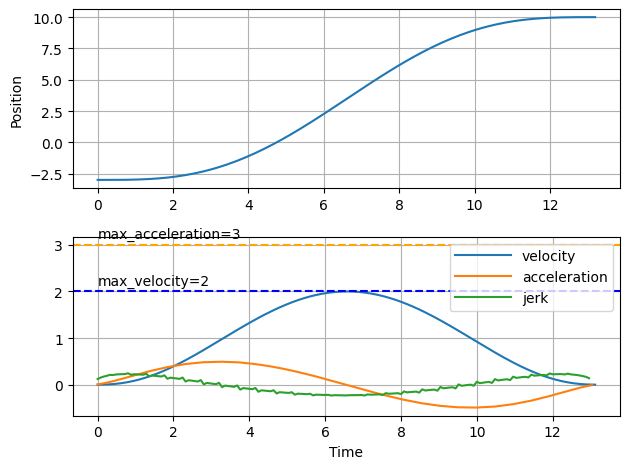 10.0
7.5
5.0
2.5
0.0
−2.5
Position
0 2 4 6 8 10 12
max_acceleration=3
3
max_velocity=2
2
1
0
velocity
acceleration
jerk
0 2 4 6 8 10 12
Time